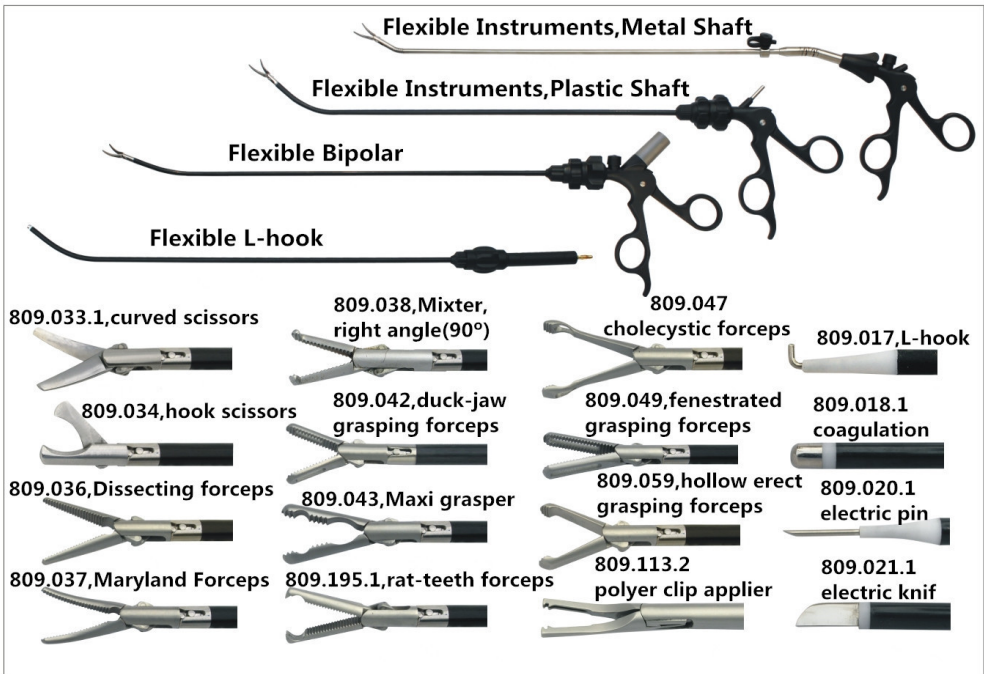 Flexible Instruments,Metal Shaft
Flexible Instruments,Plastic Shaft
Flexible Bipolar
Flexible L-hook
809.033.1,curved scissors
809.038,Mixter,
right angle(90°)
809.047
cholecystic forceps
809.017,L-hook
809.034,hook scissors
809.042,duck-jaw
grasping forceps
809.049,fenestrated
grasping forceps
809.018.1
coagulation
809.036,Dissecting forceps
809.043,Maxi grasper
809.059,hollow erect
grasping forceps
809.020.1
electric pin
809.037,Maryland Forceps
809.195.1,rat-teeth forceps
809.113.2
polyer clip applier
809.021.1
electric knif